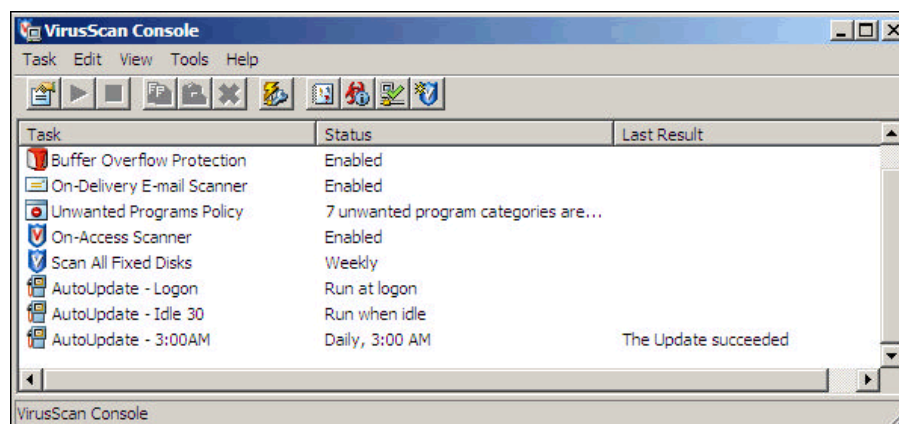 VirusScan Console
Task Edit View Tools Help
Task Status Last Result
Buffer Overflow Protection Enabled
On-Delivery E-mail Scanner Enabled
Unwanted Programs Policy 7 unwanted program categories are...
On-Access Scanner Enabled
Scan All Fixed Disks Weekly
AutoUpdate - Logon Run at logon
AutoUpdate - Idle 30 Run when idle
AutoUpdate - 3:00AM Daily, 3:00 AM The Update succeeded
VirusScan Console